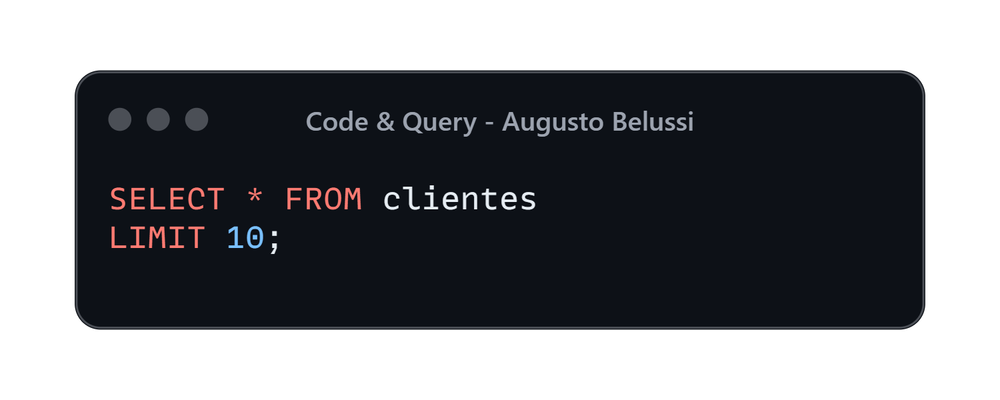 Code & Query - Augusto Belussi
SELECT * FROM clientes
LIMIT 10;